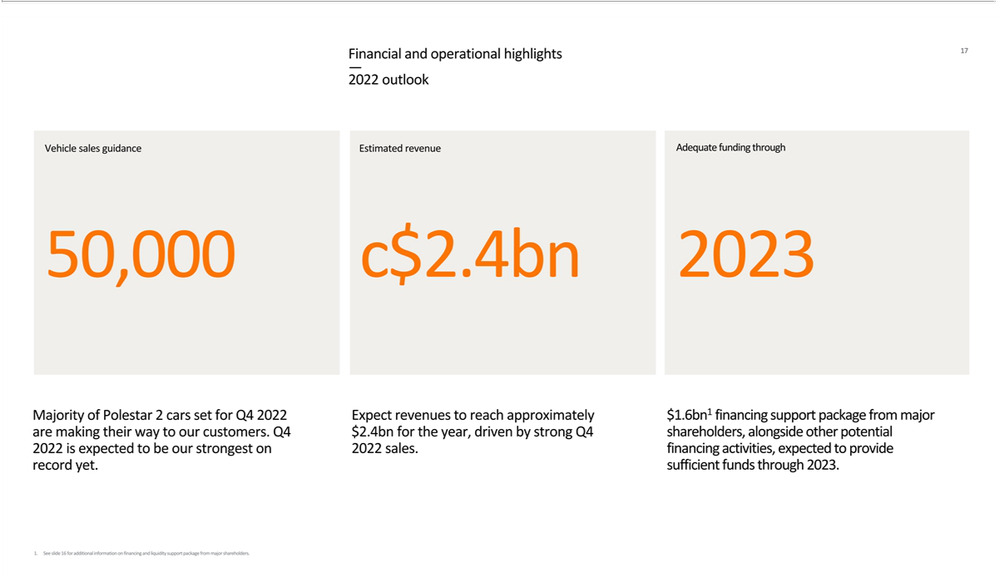 Financial and operational highlights
—
2022 outlook
17
Vehicle sales guidance
50,000
Majority of Polestar 2 cars set for Q4 2022
are making their way to our customers. Q4
2022 is expected to be our strongest on
record yet.
Estimated revenue
c$2.4bn
Expect revenues to reach approximately
$2.4bn for the year, driven by strong Q4
2022 sales.
Adequate funding through
2023
$1.6bn¹ financing support package from major
shareholders, alongside other potential
financing activities, expected to provide
sufficient funds through 2023.
1. See slide 16 for additional information on financing and liquidity support package from major shareholders.